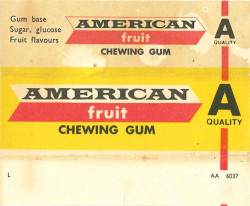 Gum base
Sugar, glucose
Fruit flavours
AMERICAN
fruit
CHEWING GUM
A
QUALITY
AMERICAN
fruit
CHEWING GUM
A
QUALITY
L
AA 6037